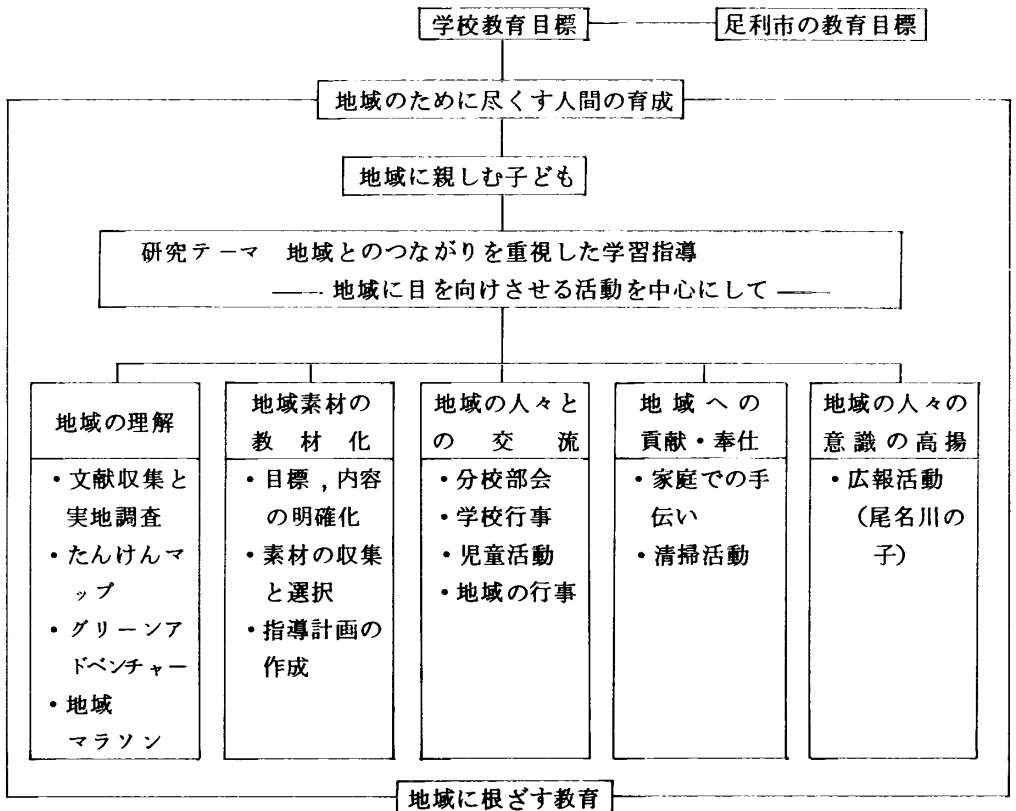 学校教育目標
足利市の教育目標
地域のために尽くす人間の育成
地域に親しむ子ども
研究テーマ 地域とのつながりを重視した学習指導
―― 地域に目を向けさせる活動を中心にして ――
地域の理解
・文献収集と
実地調査
・たんけんマ
ップ
・グリーンア
ドベンチャー
・地域
マラソン
地域素材の
教材化
・目標,内容
の明確化
・素材の収集
と選択
・指導計画の
作成
地域の人々と
の交流
・分校部会
・学校行事
・児童活動
・地域の行事
地域への
貢献・奉仕
・家庭での手
伝い
・清掃活動
地域の人々の
意識の高揚
・広報活動
(尾名川の
子)
地域に根ざす教育